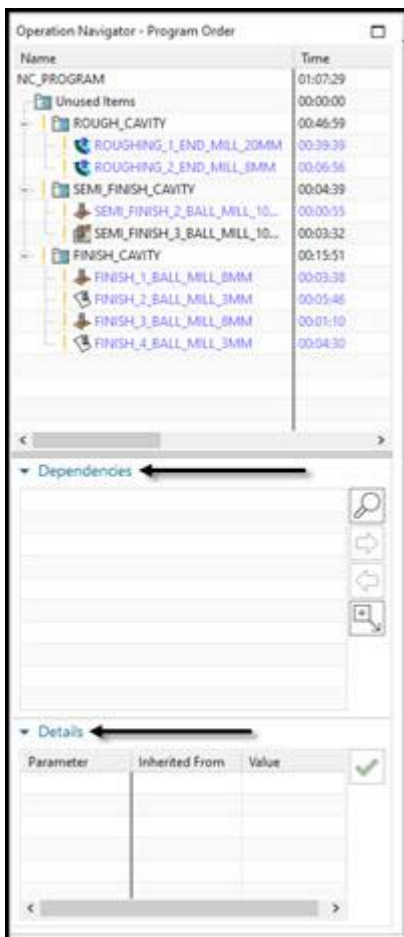 Operation Navigator - Program Order
Name Time
NC_PROGRAM 01:07:29
Unused Items 00:00:00
ROUGH_CAVITY 00:46:59
ROUGHING_1_END_MILL_20MM 00:39:39
ROUGHING_2_END_MILL_8MM 00:06:56
SEMI_FINISH_CAVITY 00:04:39
SEMI_FINISH_2_BALL_MILL_10... 00:00:55
SEMI_FINISH_3_BALL_MILL_10... 00:03:32
FINISH_CAVITY 00:15:51
FINISH_1_BALL_MILL_8MM 00:03:38
FINISH_2_BALL_MILL_3MM 00:05:46
FINISH_3_BALL_MILL_8MM 00:01:10
FINISH_4_BALL_MILL_3MM 00:04:30
Dependencies
Details
Parameter Inherited From Value